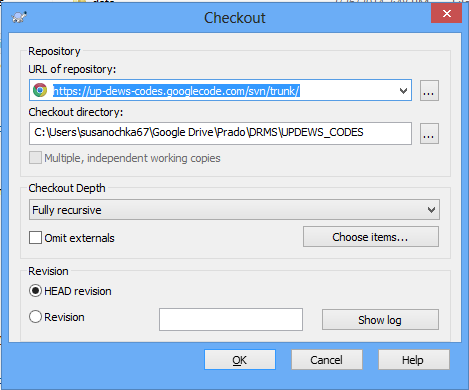 Checkout
Repository
URL of repository:
https://up-dews-codes.googlecode.com/svn/trunk/
...
Checkout directory:
C:\Users\susanochka67\Google Drive\Prado\DRMS\UPDEWS_CODES
...
Multiple, independent working copies
Checkout Depth
Fully recursive
Omit externals
Choose items...
Revision
HEAD revision
Revision
Show log
OK
Cancel
Help